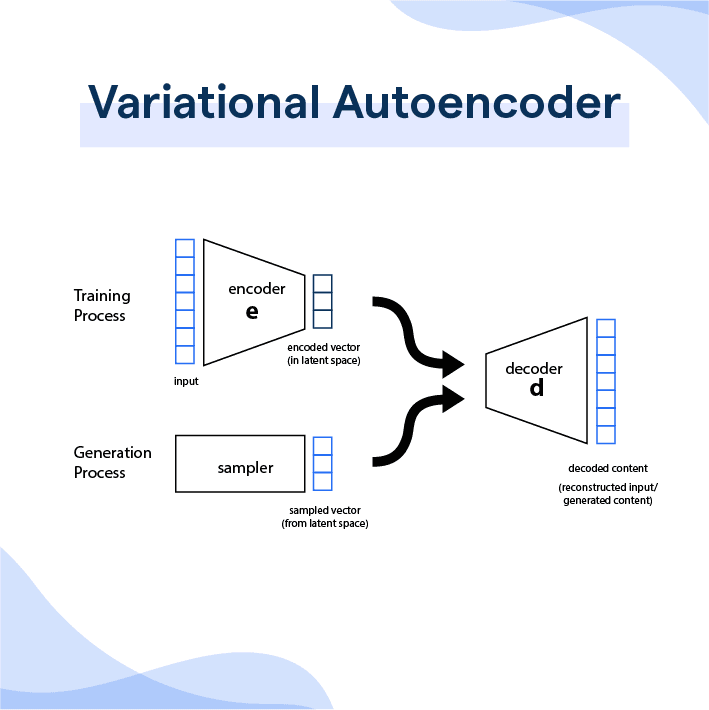 Variational Autoencoder
Training
Process
encoder
e
input
encoded vector
(in latent space)
decoder
d
Generation
Process
sampler
sampled vector
(from latent space)
decoded content
(reconstructed input/
generated content)